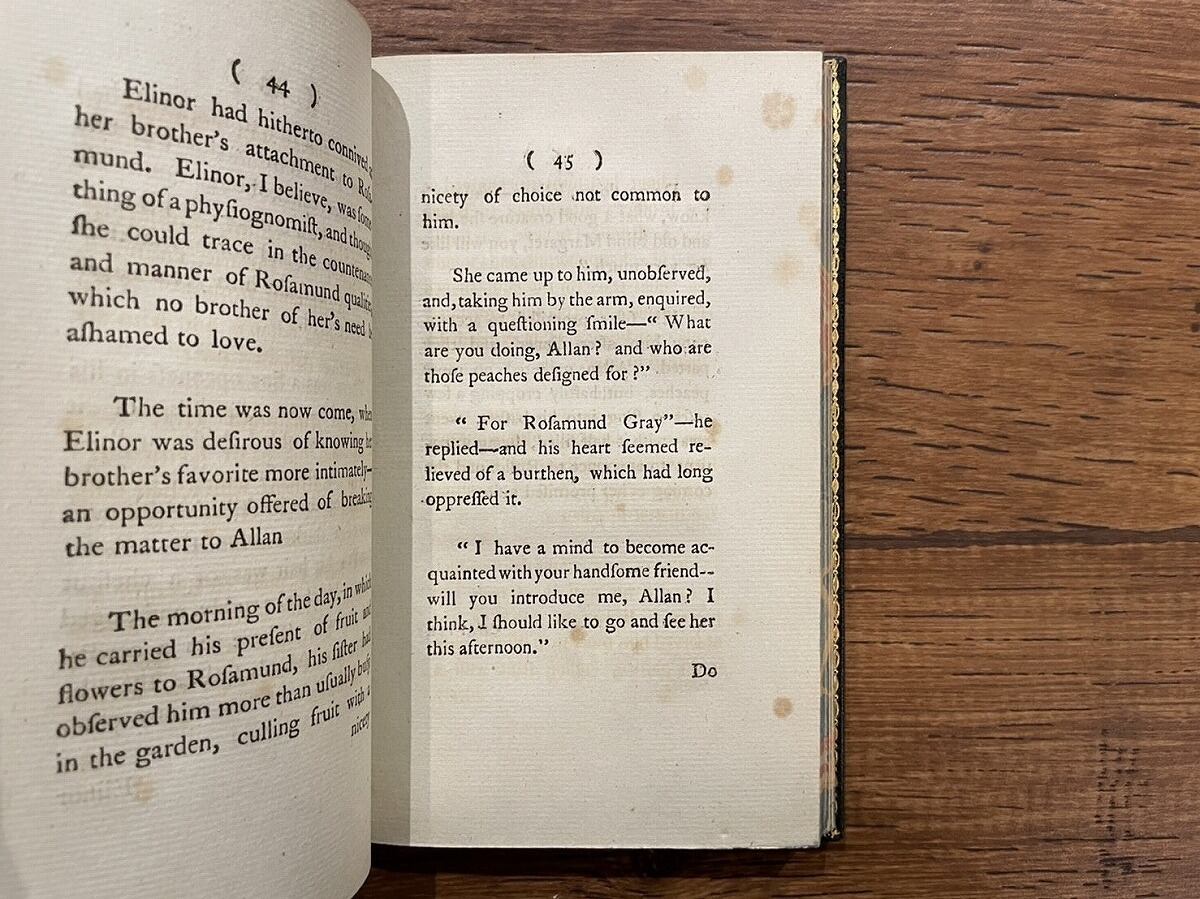 ( 44 )
Elinor had hitherto connived
her brother's attachment to
mund. Elinor, I believe, was
thing of a phyſiognomiſt, and
ſhe could trace in the
and manner of Roſamund
which no brother of her's need
aſhamed to love.
The time was now come,
Elinor was deſirous of knowing
brother's favorite more intimately—
an opportunity offered of breaking
the matter to Allan
The morning of the day, in which
he carried his preſent of fruit and
flowers to Roſamund, his ſiſter had
obſerved him more than uſually buſy
in the garden, culling fruit with a
nicety
( 45 )
nicety of choice not common to
him.
She came up to him, unobſerved,
and, taking him by the arm, enquired,
with a queſtioning ſmile—“ What
are you doing, Allan ? and who are
thoſe peaches deſigned for ?”
“ For Roſamund Gray”—he
replied—and his heart ſeemed re-
lieved of a burthen, which had long
oppreſſed it.
“ I have a mind to become ac-
quainted with your handſome friend--
will you introduce me, Allan ? I
think, I ſhould like to go and ſee her
this afternoon.”
Do